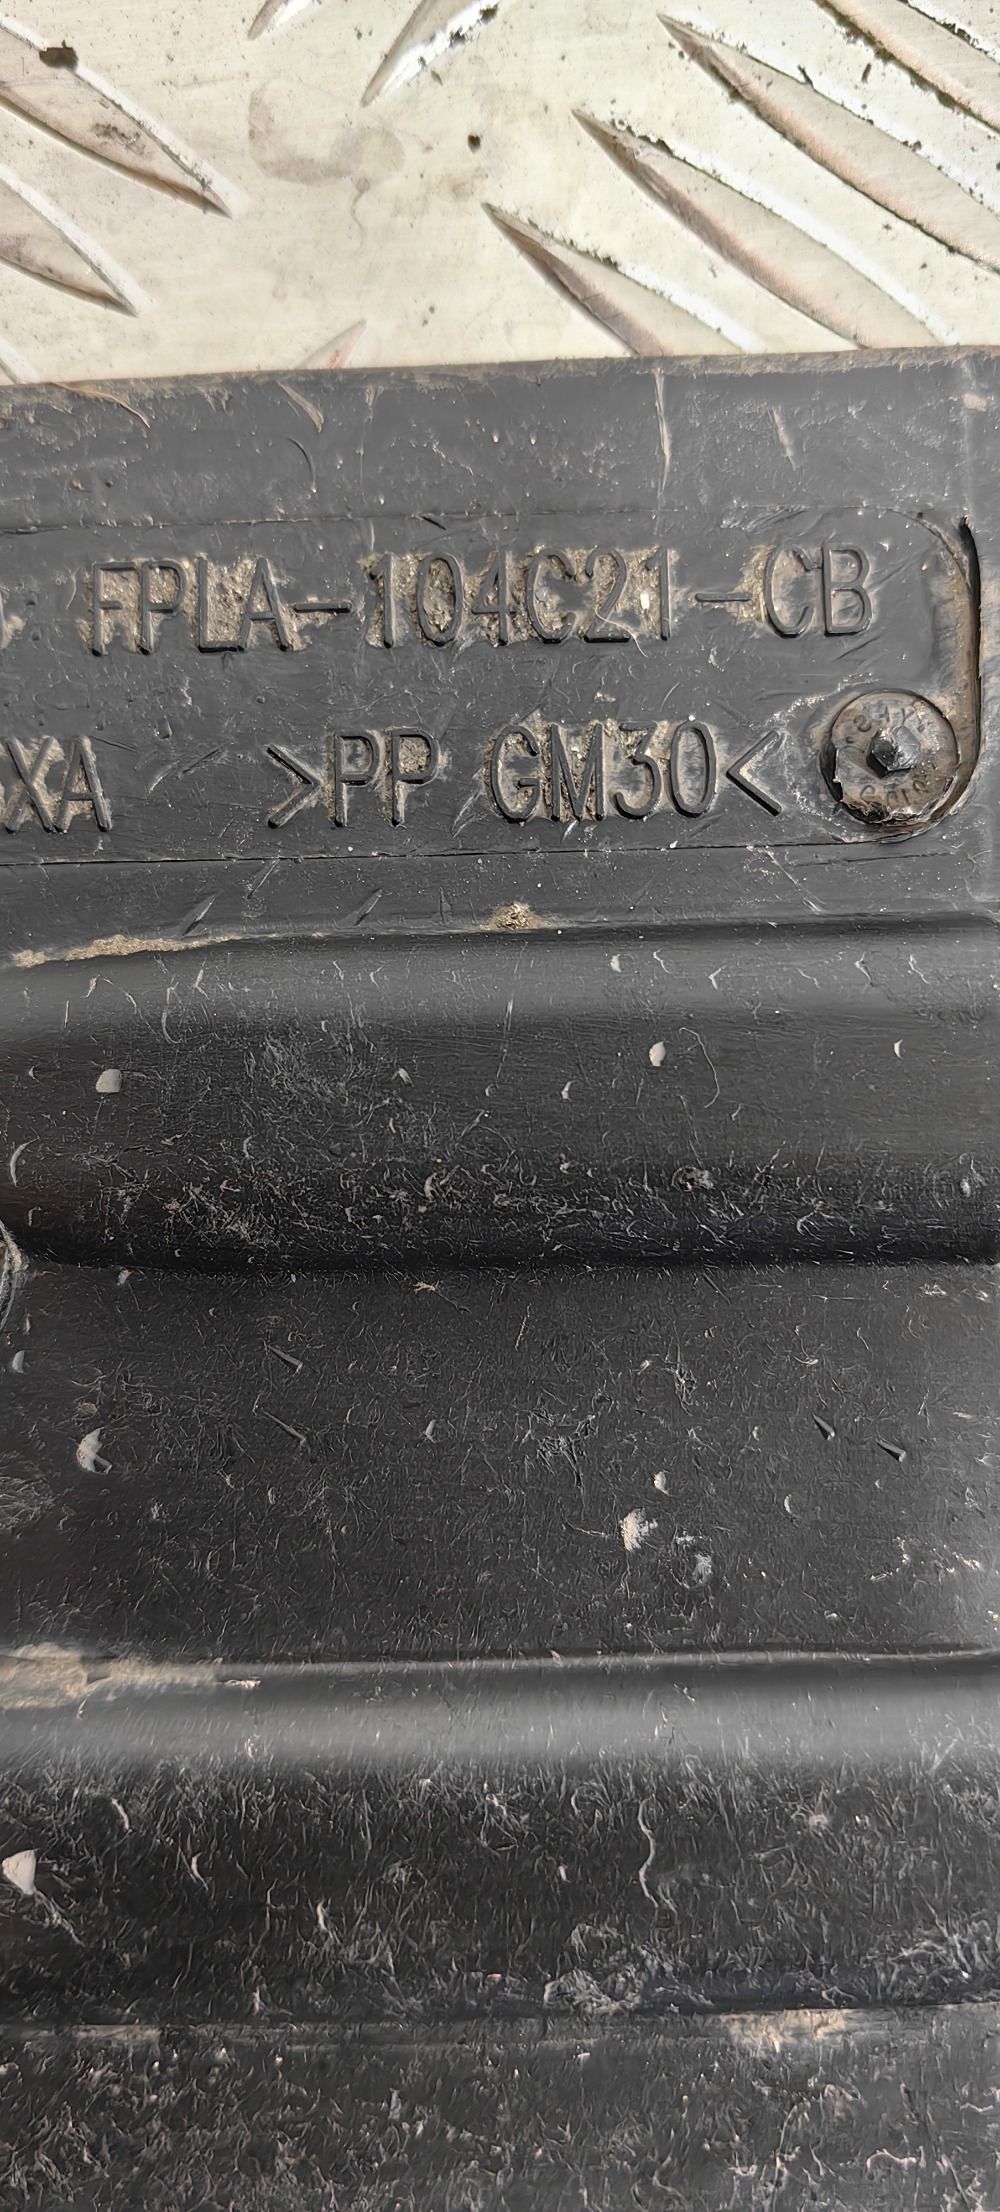 FPLA-104C21-CB
XA >PP GM30<